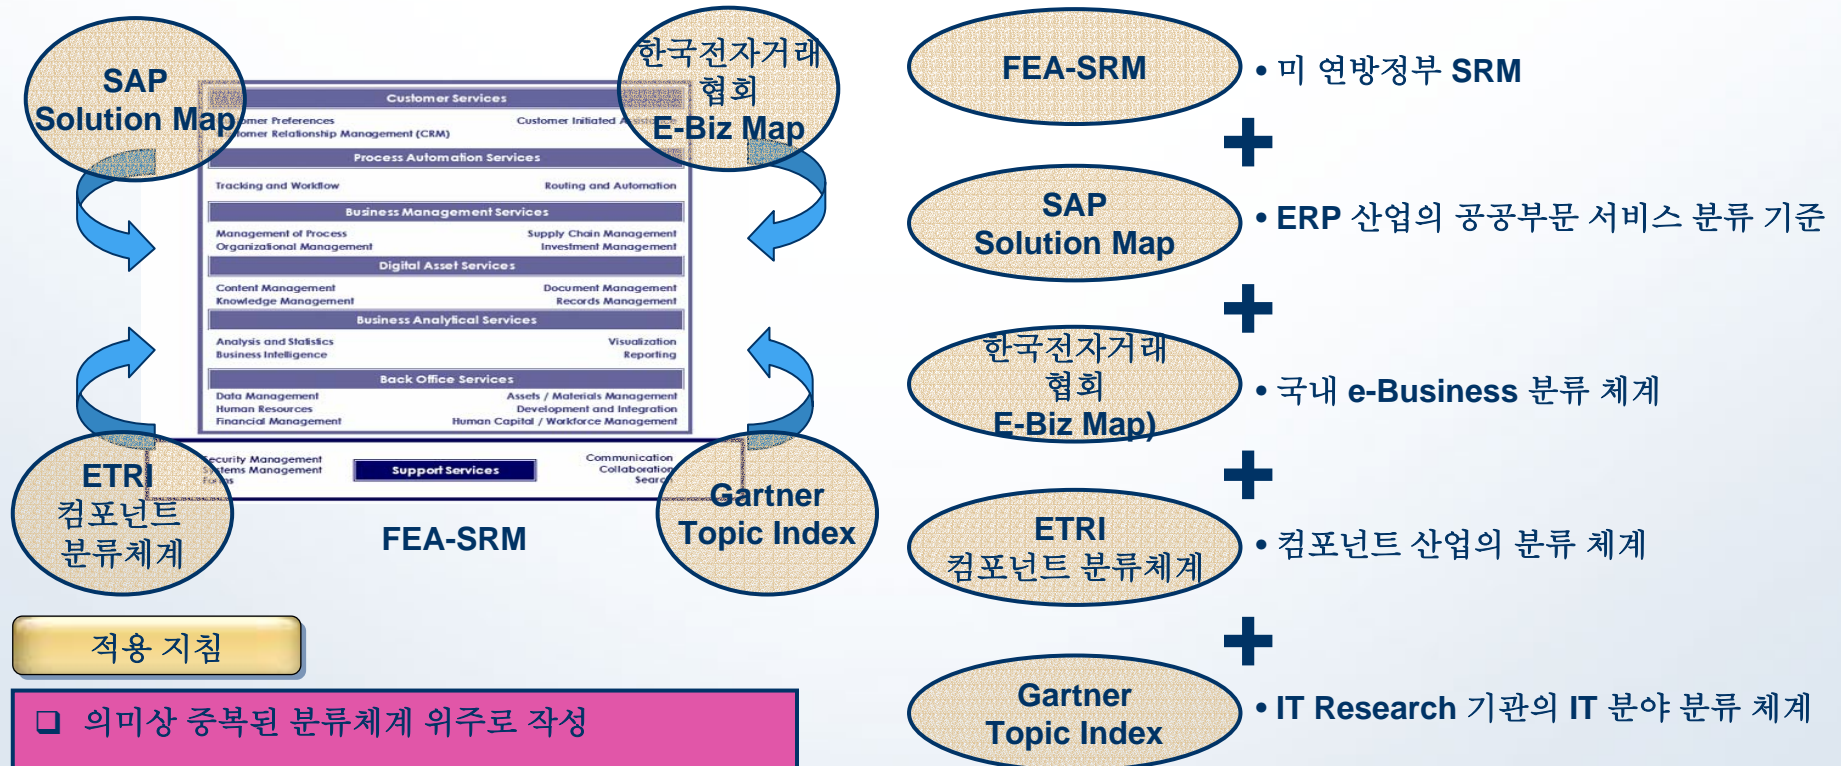 SAP
Solution Map
한국전자거래
협회
E-Biz Map
Customer Services
Customer Preferences
Customer Initiated Assistance
Customer Relationship Management (CRM)
Process Automation Services
Tracking and Workflow
Routing and Automation
Business Management Services
Management of Process
Supply Chain Management
Organizational Management
Investment Management
Digital Asset Services
Content Management
Document Management
Knowledge Management
Records Management
Business Analytical Services
Analysis and Statistics
Visualization
Business Intelligence
Reporting
Back Office Services
Data Management
Assets / Materials Management
Human Resources
Development and Integration
Financial Management
Human Capital / Workforce Management
Security Management
Systems Management
Forms
Support Services
Communication
Collaboration
Search
ETRI
컴포넌트
분류체계
FEA-SRM
Gartner
Topic Index
적용 지침
❑ 의미상 중복된 분류체계 위주로 작성
FEA-SRM
• 미 연방정부 SRM
+
SAP
Solution Map
• ERP 산업의 공공부문 서비스 분류 기준
+
한국전자거래
협회
E-Biz Map)
• 국내 e-Business 분류 체계
+
ETRI
컴포넌트 분류체계
• 컴포넌트 산업의 분류 체계
+
Gartner
Topic Index
• IT Research 기관의 IT 분야 분류 체계